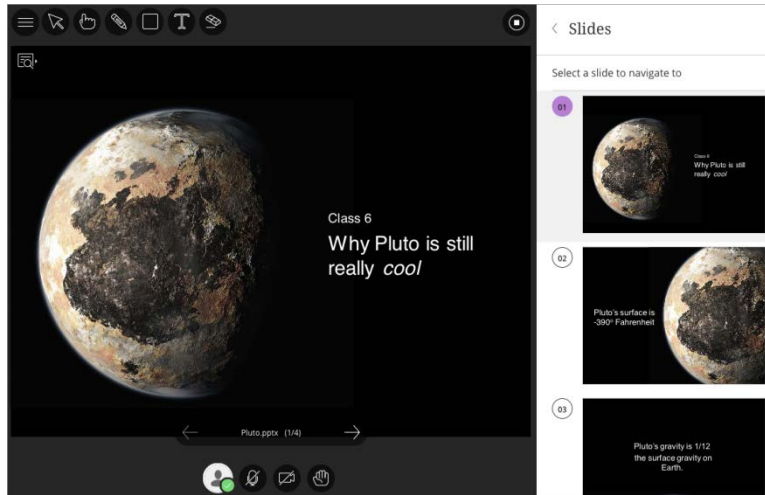 T
Class 6
Why Pluto is still
really cool
Pluto.pptx (1/4)
Slides
Select a slide to navigate to
01
Class 6
Why Pluto is still
really cool
02
Pluto's surface is
-390º Fahrenheit
03
Pluto's gravity is 1/12
the surface gravity on
Earth.